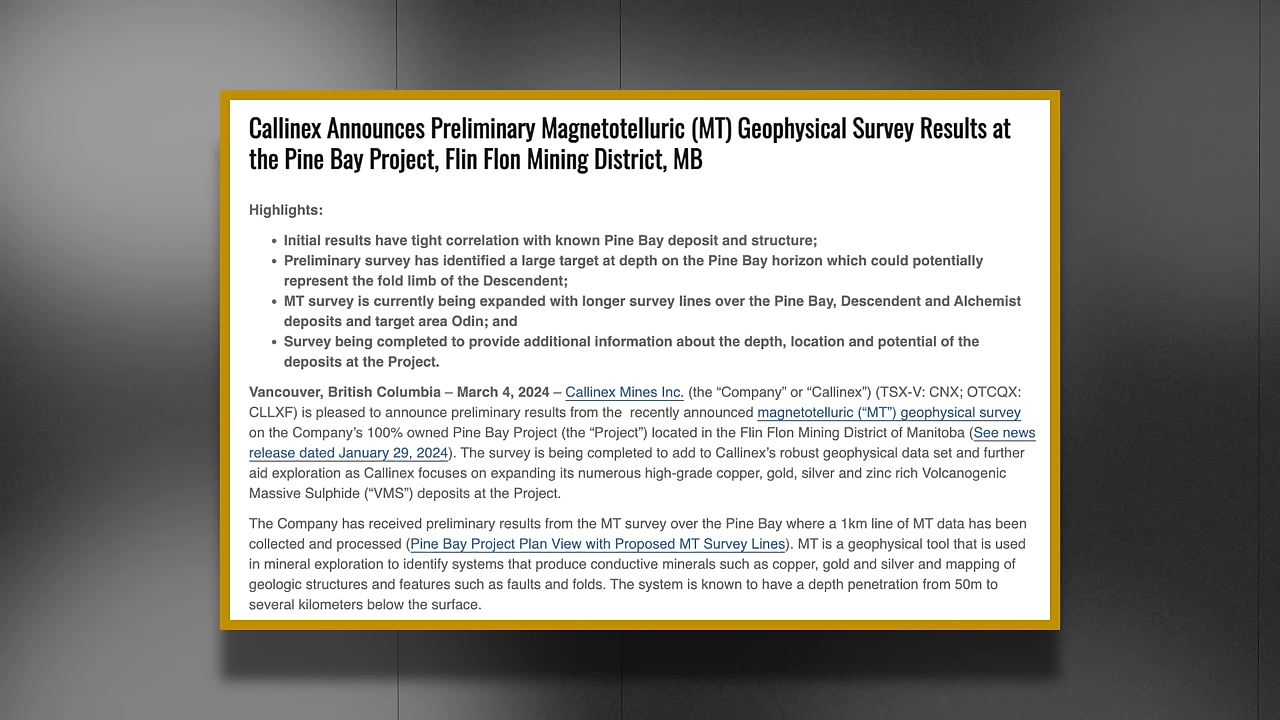 Callinex Announces Preliminary Magnetotelluric (MT) Geophysical Survey Results at
the Pine Bay Project, Flin Flon Mining District, MB
Highlights:
• Initial results have tight correlation with known Pine Bay deposit and structure;
• Preliminary survey has identified a large target at depth on the Pine Bay horizon which could potentially
represent the fold limb of the Descendent;
• MT survey is currently being expanded with longer survey lines over the Pine Bay, Descendent and Alchemist
deposits and target area Odin; and
• Survey being completed to provide additional information about the depth, location and potential of the
deposits at the Project.
Vancouver, British Columbia – March 4, 2024 – Callinex Mines Inc. (the “Company” or “Callinex”) (TSX-V: CNX; OTCQX:
CLLXF) is pleased to announce preliminary results from the recently announced magnetotelluric (“MT”) geophysical survey
on the Company’s 100% owned Pine Bay Project (the “Project”) located in the Flin Flon Mining District of Manitoba (See news
release dated January 29, 2024). The survey is being completed to add to Callinex’s robust geophysical data set and further
aid exploration as Callinex focuses on expanding its numerous high-grade copper, gold, silver and zinc rich Volcanogenic
Massive Sulphide (“VMS”) deposits at the Project.
The Company has received preliminary results from the MT survey over the Pine Bay where a 1km line of MT data has been
collected and processed (Pine Bay Project Plan View with Proposed MT Survey Lines). MT is a geophysical tool that is used
in mineral exploration to identify systems that produce conductive minerals such as copper, gold and silver and mapping of
geologic structures and features such as faults and folds. The system is known to have a depth penetration from 50m to
several kilometers below the surface.